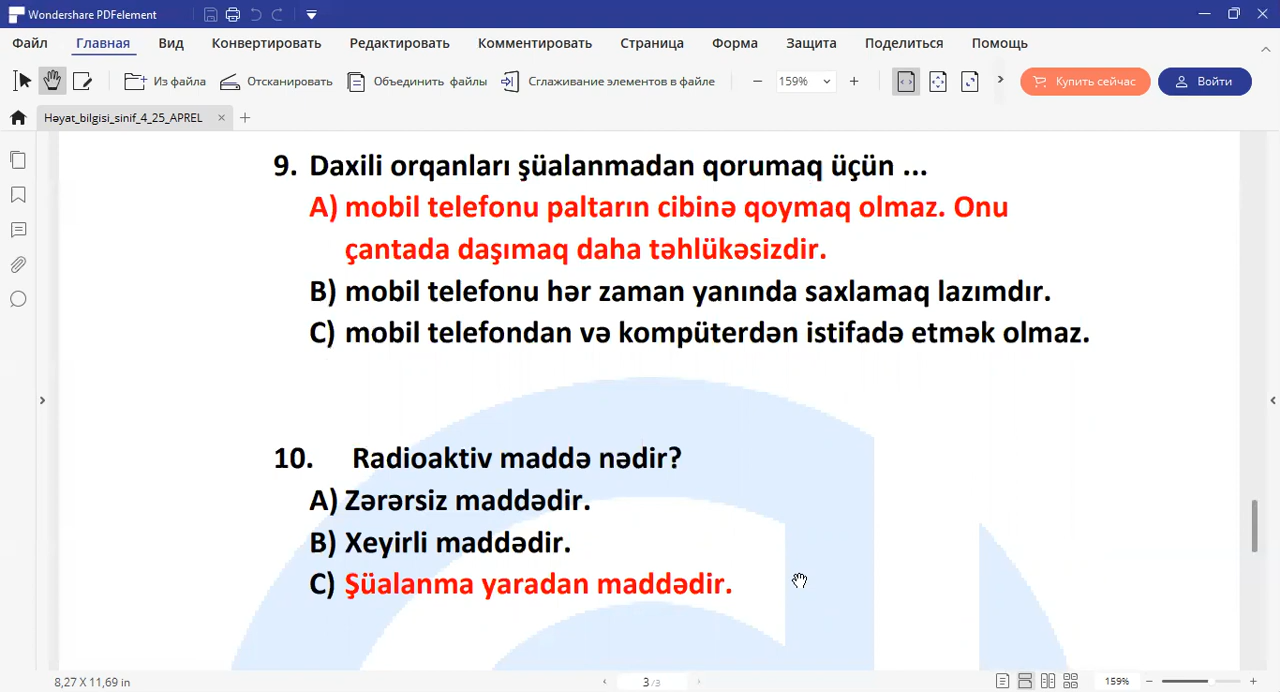 Wondershare PDFelement
Файл Главная Вид Конвертировать Редактировать Комментировать Страница Форма Защита Поделиться Помощь
Из файла Отсканировать Объединить файлы Сглаживание элементов в файле 159% Купить сейчас Войти
Həyat_bilgisi_sinif_4_25_APREL
9. Daxili orqanları şüalanmadan qorumaq üçün ...
A) mobil telefonu paltarın cibinə qoymaq olmaz. Onu
çantada daşımaq daha təhlükəsizdir.
B) mobil telefonu hər zaman yanında saxlamaq lazımdır.
C) mobil telefondan və kompüterdən istifadə etmək olmaz.
10. Radioaktiv maddə nədir?
A) Zərərsiz maddədir.
B) Xeyirli maddədir.
C) Şüalanma yaradan maddədir.
8,27 X 11,69 in 3/3 159%